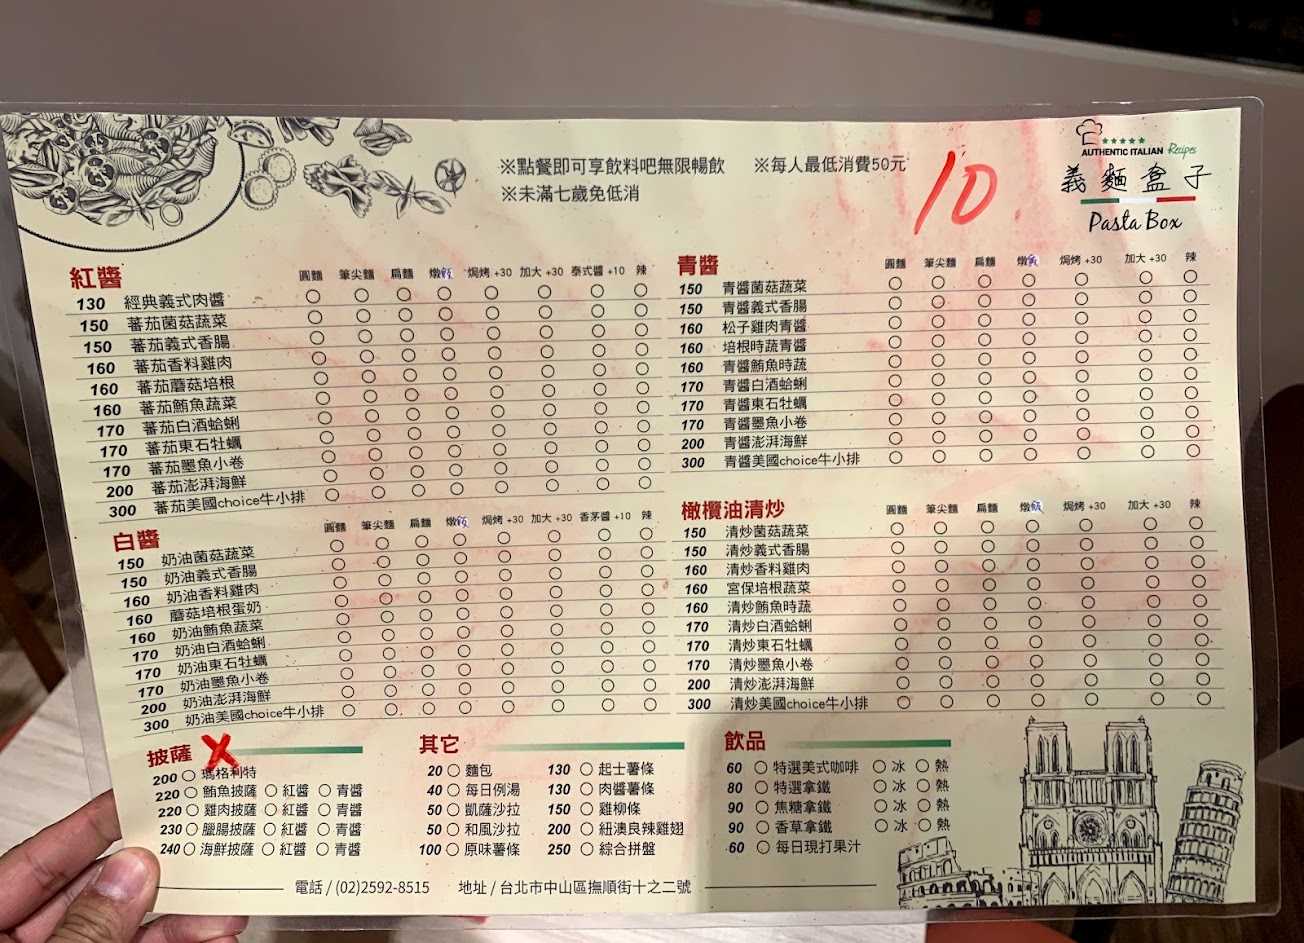 ※點餐即可享飲料吧無限暢飲 ※每人最低消費50元
※未滿七歲免低消
10
AUTHENTIC ITALIAN Recipes
義麵盒子
Pasta Box
紅醬 圓麵 筆尖麵 扁麵 燉飯 焗烤 +30 加大 +30 泰式醬 +10 辣
130 經典義式肉醬
150 蕃茄菌菇蔬菜
150 蕃茄義式香腸
160 蕃茄香料雞肉
160 蕃茄蘑菇培根
160 蕃茄鮪魚蔬菜
170 蕃茄白酒蛤蜊
170 蕃茄東石牡蠣
170 蕃茄墨魚小卷
200 蕃茄澎湃海鮮
300 蕃茄美國choice牛小排
白醬 圓麵 筆尖麵 扁麵 燉飯 焗烤 +30 加大 +30 香茅醬 +10 辣
150 奶油菌菇蔬菜
150 奶油義式香腸
160 奶油香料雞肉
160 蘑菇培根蛋奶
160 奶油鮪魚蔬菜
170 奶油白酒蛤蜊
170 奶油東石牡蠣
170 奶油墨魚小卷
200 奶油澎湃海鮮
300 奶油美國choice牛小排
青醬 圓麵 筆尖麵 扁麵 燉飯 焗烤 +30 加大 +30 辣
150 青醬菌菇蔬菜
150 青醬義式香腸
160 松子雞肉青醬
160 培根時蔬青醬
160 青醬鮪魚時蔬
170 青醬白酒蛤蜊
170 青醬東石牡蠣
170 青醬墨魚小卷
200 青醬澎湃海鮮
300 青醬美國choice牛小排
橄欖油清炒 圓麵 筆尖麵 扁麵 燉飯 焗烤 +30 加大 +30 辣
150 清炒菌菇蔬菜
150 清炒義式香腸
160 清炒香料雞肉
160 宮保培根蔬菜
160 清炒鮪魚時蔬
170 清炒白酒蛤蜊
170 清炒東石牡蠣
170 清炒墨魚小卷
200 清炒澎湃海鮮
300 清炒美國choice牛小排
披薩 X
200 瑪格利特
220 鮪魚披薩 紅醬 青醬
220 雞肉披薩 紅醬 青醬
230 臘腸披薩 紅醬 青醬
240 海鮮披薩 紅醬 青醬
其它
20 麵包 130 起士薯條
40 每日例湯 130 肉醬薯條
50 凱薩沙拉 150 雞柳條
50 和風沙拉 200 紐澳良辣雞翅
100 原味薯條 250 綜合拼盤
飲品
60 特選美式咖啡 冰 熱
80 特選拿鐵 冰 熱
90 焦糖拿鐵 冰 熱
90 香草拿鐵 冰 熱
60 每日現打果汁
電話 / (02)2592-8515 地址 / 台北市中山區撫順街十之二號